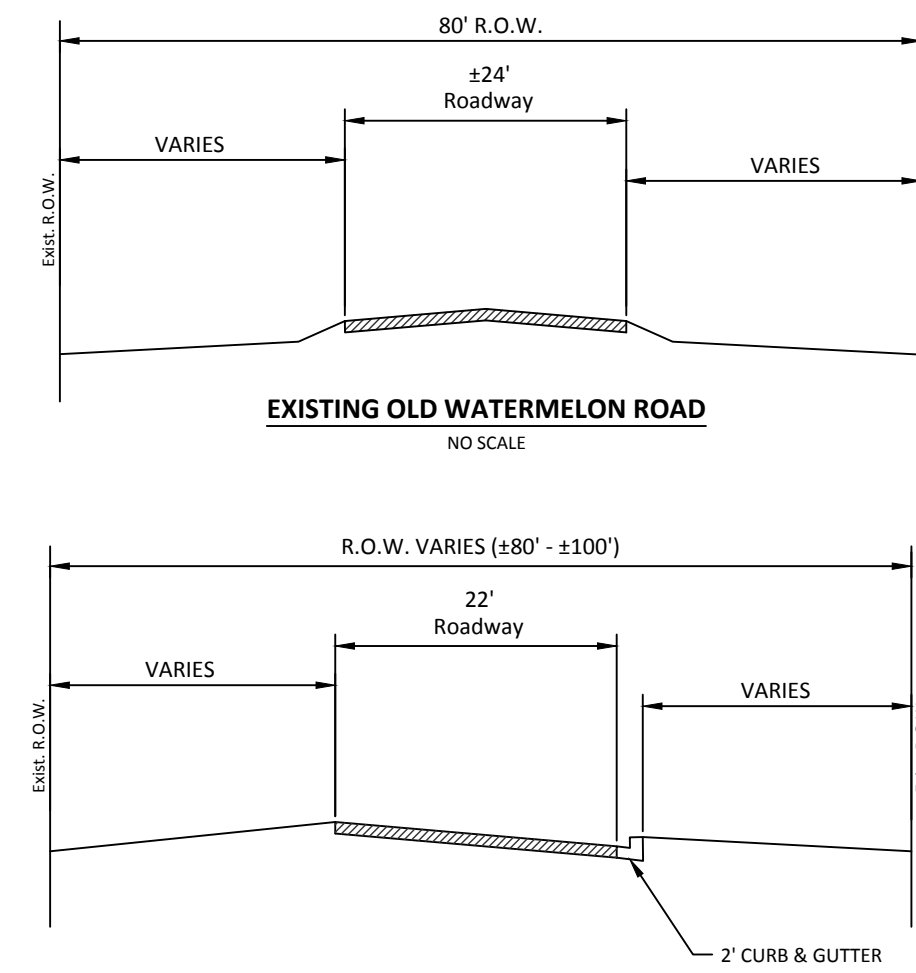 80' R.O.W.
±24'
Roadway
VARIES
VARIES
Exist. R.O.W.
EXISTING OLD WATERMELON ROAD
NO SCALE
R.O.W. VARIES (±80' - ±100')
22'
Roadway
VARIES
VARIES
Exist. R.O.W.
2' CURB & GUTTER